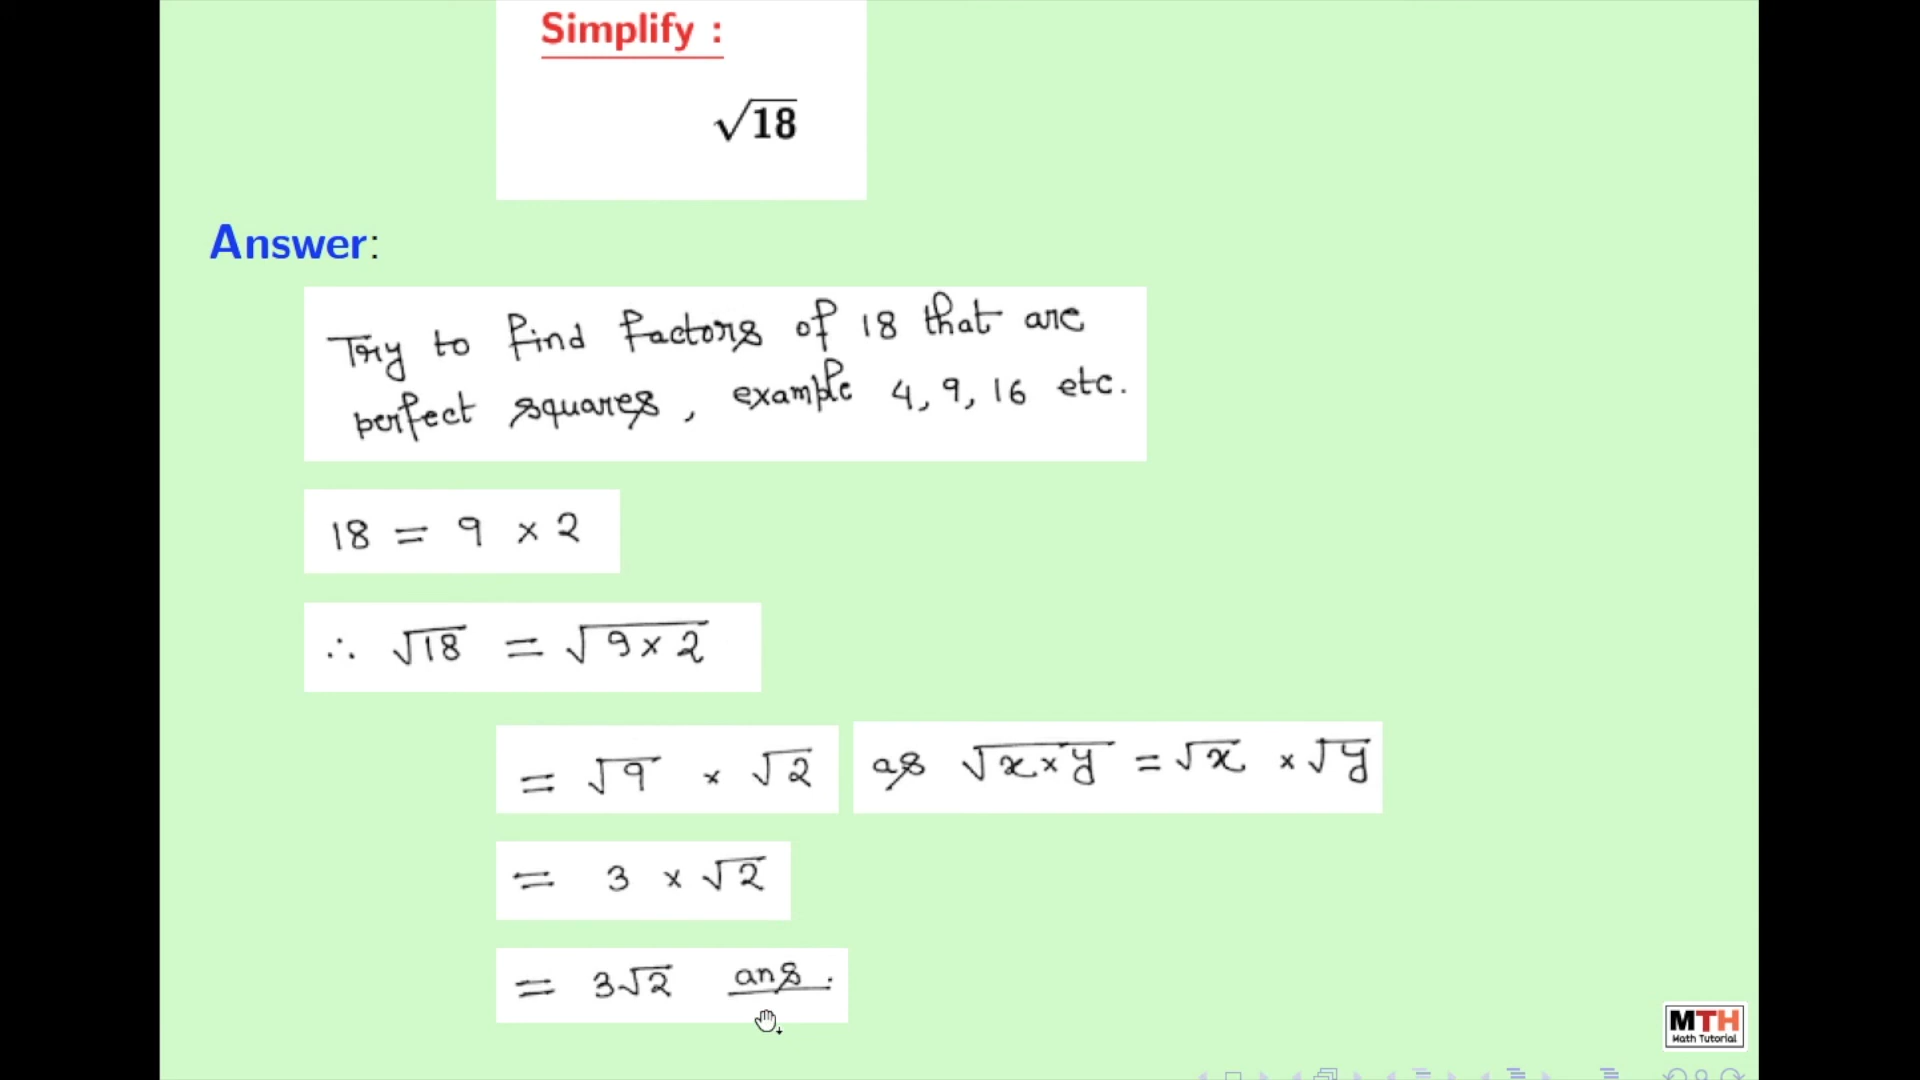 Simplify :
√18
Answer:
Try to find factors of 18 that are
perfect squares, example 4, 9, 16 etc.
18 = 9 × 2
∴ √18 = √(9 × 2)
= √9 × √2 as √(x × y) = √x × √y
= 3 × √2
= 3√2 ans.
MTH
Math Tutorial